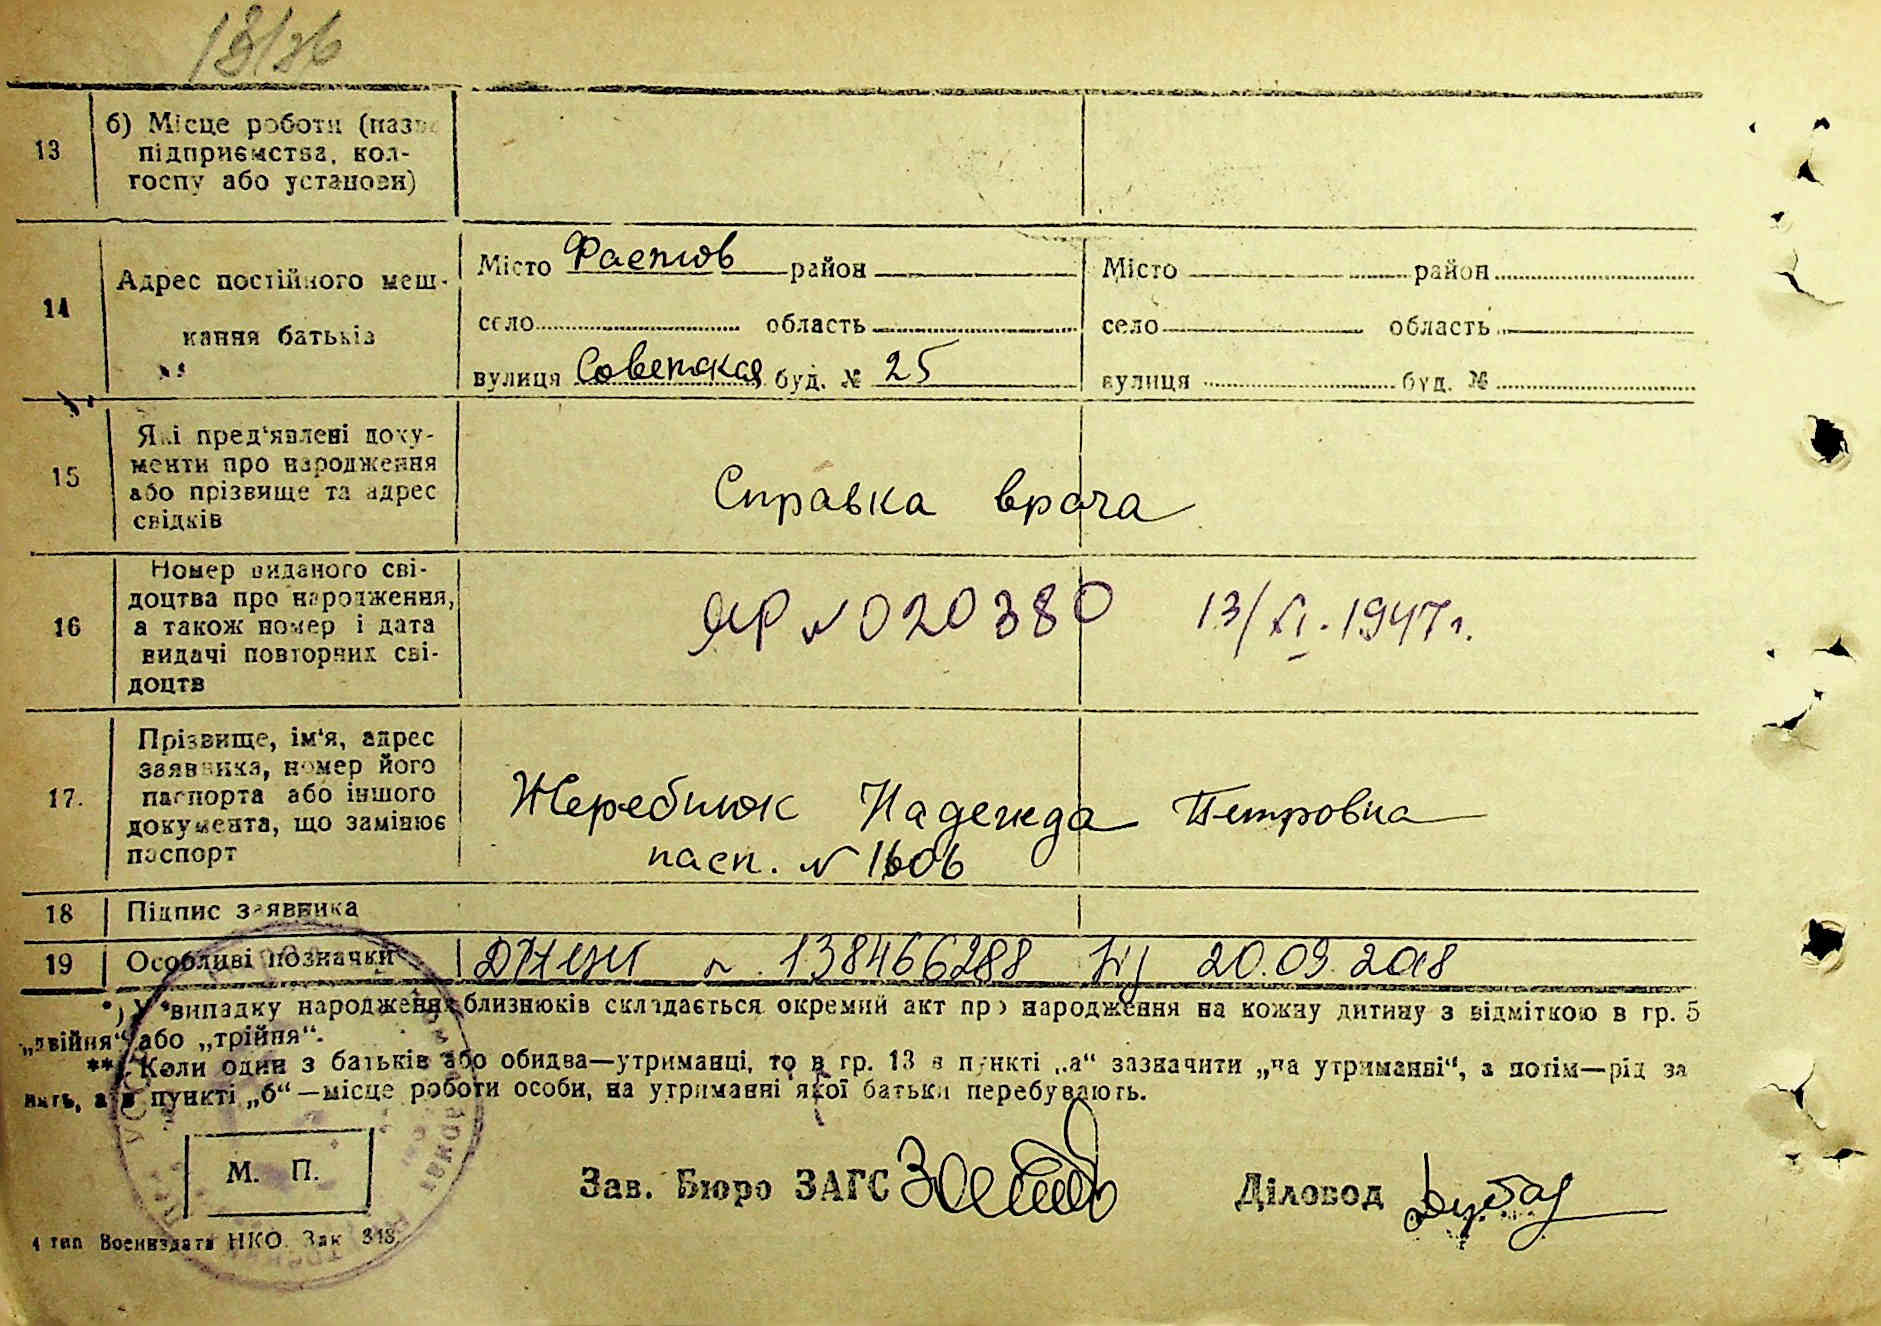 13 б) Місце роботи (назва
підприємства, кол-
госпу або установи)
14 Адрес постійного меш-
кання батьків
Місто Фастов район
село область
вулиця Советская буд. № 25
Місто район
село область
вулиця буд. №
15 Які пред'явлені доку-
менти про народження
або прізвище та адрес
свідків
Справка врача
16 Номер виданого сві-
доцтва про народження,
а також номер і дата
видачі повторних сві-
доцтв
ЯР № 020380 13/XI. 1947 г.
17. Прізвище, ім'я, адрес
заявника, номер його
паспорта або іншого
документа, що замінює
паспорт
Жеребнюк Надежда Петровна
пасп. № 1606
18 Підпис заявника
19 Особливі позначки
138466288 20.09.2018
*) У випадку народження близнюків складається окремий акт про народження на кожну дитину з відміткою в гр. 5
„двійня" або „трійня".
** Коли один з батьків або обидва—утриманці, то в гр. 13 в пункті „а" зазначити „на утриманні", а потім—рід за
нять, а в пункті „б"—місце роботи особи, на утриманні якої батьки перебувають.
М. П.
Зав. Бюро ЗАГС
Діловод
4 тип Воениздата НКО. Зак 348.